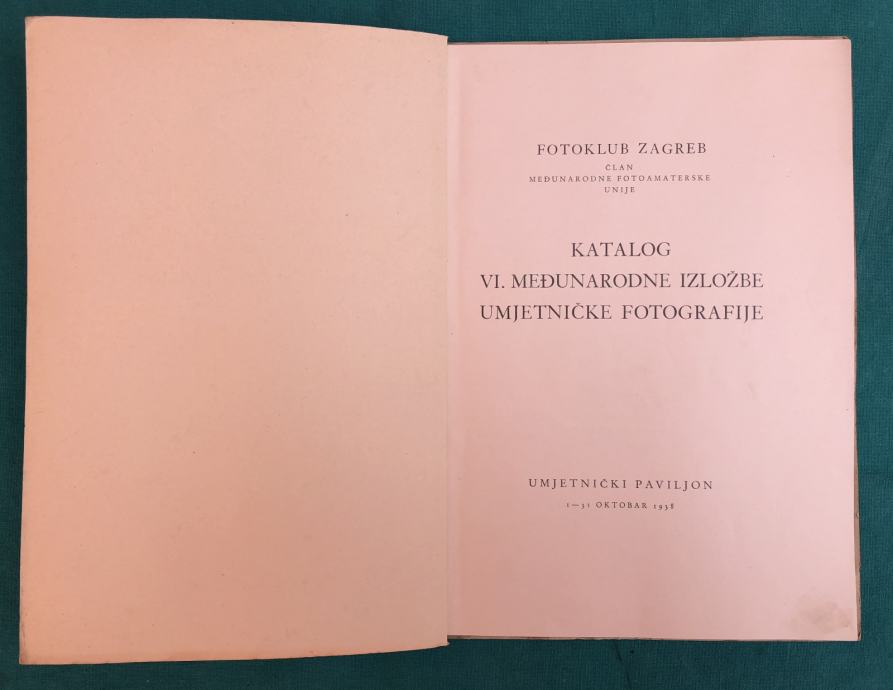 FOTOKLUB ZAGREB
ČLAN
MEĐUNARODNE FOTOAMATERSKE
UNIJE
KATALOG
VI. MEĐUNARODNE IZLOŽBE
UMJETNIČKE FOTOGRAFIJE
UMJETNIČKI PAVILJON
1—31 OKTOBAR 1938